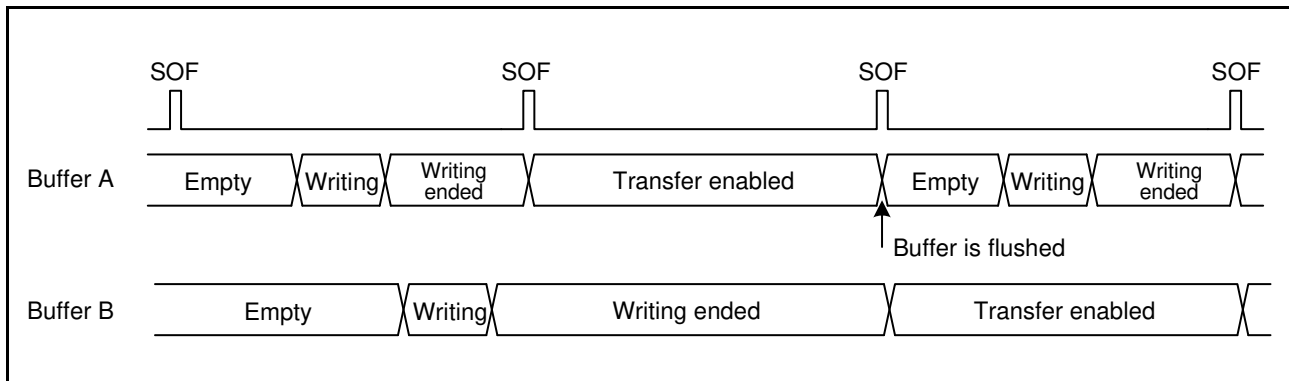 SOF SOF SOF SOF
Buffer A Empty Writing Writing ended Transfer enabled Empty Writing Writing ended
Buffer is flushed
Buffer B Empty Writing Writing ended Transfer enabled